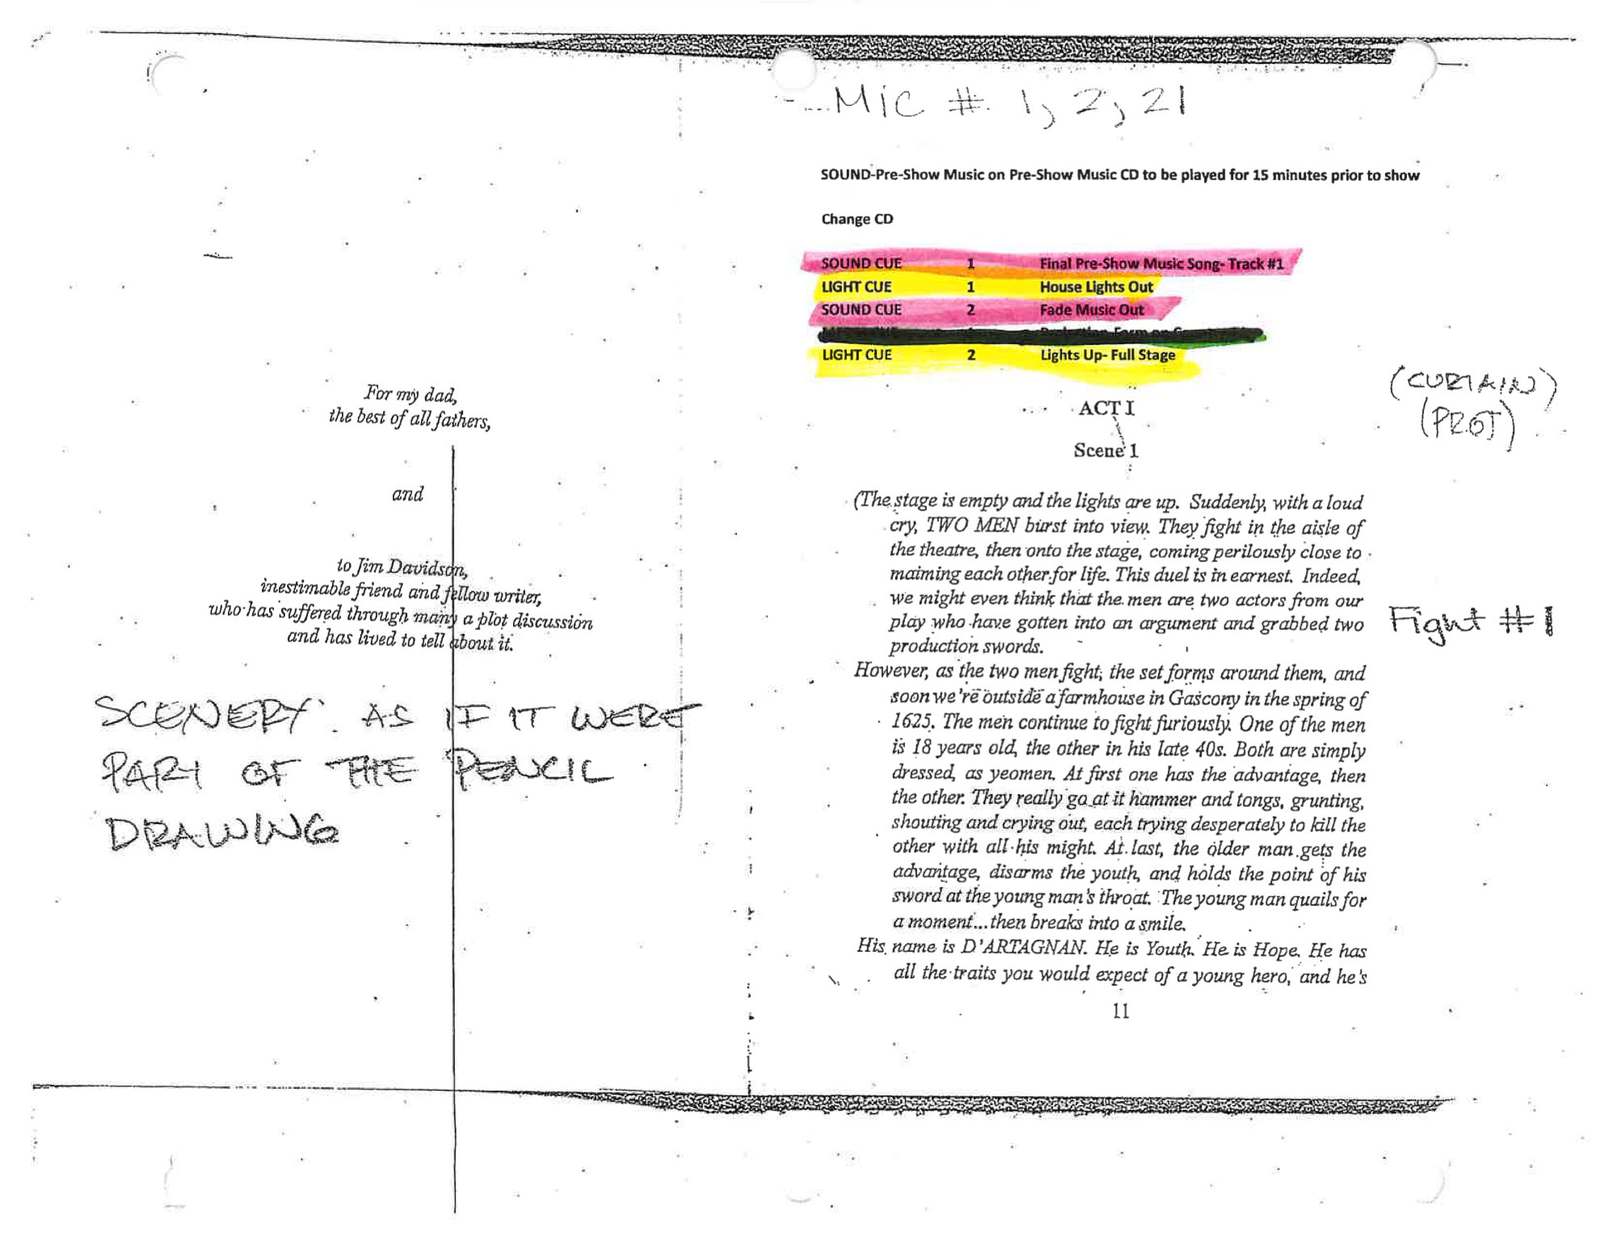 For my dad,
the best of all fathers,
and
to Jim Davidson,
inestimable friend and fellow writer,
who has suffered through many a plot discussion
and has lived to tell about it.
SCENERY: AS IF IT WERE
PART OF THE PENCIL
DRAWING
MIC # 1, 2, 21
SOUND-Pre-Show Music on Pre-Show Music CD to be played for 15 minutes prior to show
Change CD
SOUND CUE 1 Final Pre-Show Music Song- Track #1
LIGHT CUE 1 House Lights Out
SOUND CUE 2 Fade Music Out
LIGHT CUE 2 Lights Up- Full Stage
(CURTAIN)
(PROJ)
ACT I
Scene 1
(The stage is empty and the lights are up. Suddenly, with a loud
cry, TWO MEN burst into view. They fight in the aisle of
the theatre, then onto the stage, coming perilously close to
maiming each other for life. This duel is in earnest. Indeed,
we might even think that the men are two actors from our
play who have gotten into an argument and grabbed two
production swords.
Fight #1
However, as the two men fight, the set forms around them, and
soon we're outside a farmhouse in Gascony in the spring of
1625. The men continue to fight furiously. One of the men
is 18 years old, the other in his late 40s. Both are simply
dressed, as yeomen. At first one has the advantage, then
the other. They really go at it hammer and tongs, grunting,
shouting and crying out, each trying desperately to kill the
other with all his might. At last, the older man gets the
advantage, disarms the youth, and holds the point of his
sword at the young man's throat. The young man quails for
a moment...then breaks into a smile.
His name is D'ARTAGNAN. He is Youth. He is Hope. He has
all the traits you would expect of a young hero, and he's
11